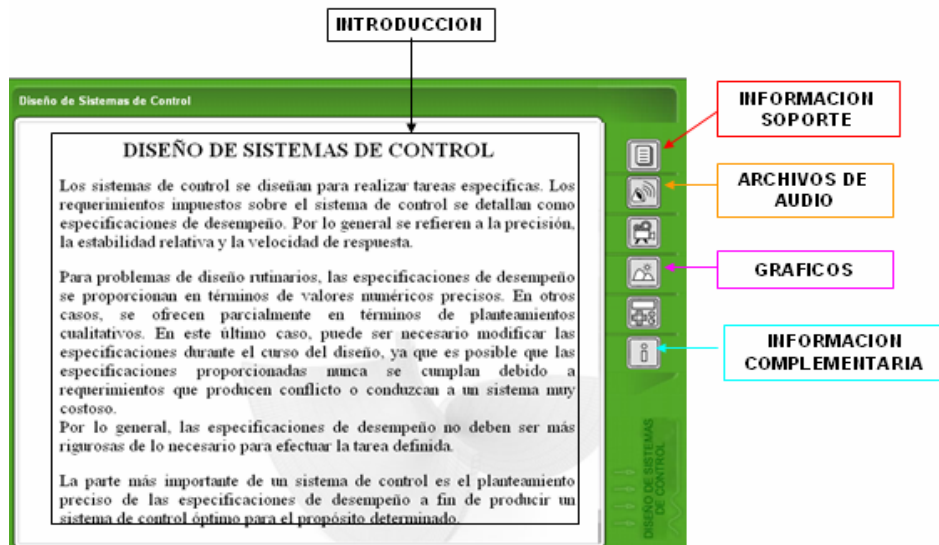 INTRODUCCION
Diseño de Sistemas de Control
INFORMACION
SOPORTE
ARCHIVOS DE
AUDIO
GRAFICOS
INFORMACION
COMPLEMENTARIA
DISEÑO DE SISTEMAS DE CONTROL
Los sistemas de control se diseñan para realizar tareas específicas. Los
requerimientos impuestos sobre el sistema de control se detallan como
especificaciones de desempeño. Por lo general se refieren a la precisión,
la estabilidad relativa y la velocidad de respuesta.
Para problemas de diseño rutinarios, las especificaciones de desempeño
se proporcionan en términos de valores numéricos precisos. En otros
casos, se ofrecen parcialmente en términos de planteamientos
cualitativos. En este último caso, puede ser necesario modificar las
especificaciones durante el curso del diseño, ya que es posible que las
especificaciones proporcionadas nunca se cumplan debido a
requerimientos que producen conflicto o conduzcan a un sistema muy
costoso.
Por lo general, las especificaciones de desempeño no deben ser más
rigurosas de lo necesario para efectuar la tarea definida.
La parte más importante de un sistema de control es el planteamiento
preciso de las especificaciones de desempeño a fin de producir un
sistema de control óptimo para el propósito determinado.
DISEÑO DE SISTEMAS
DE CONTROL